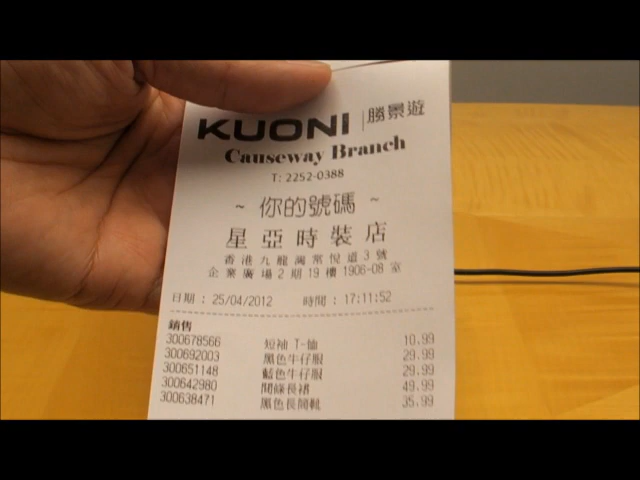 KUONI | 勝景遊
Causeway Branch
T: 2252-0388
~ 你的號碼 ~
星亞時裝店
香港九龍灣常悅道3號
企業廣場2期19樓1906-08室
日期 : 25/04/2012 時間 : 17:11:52
銷售
300678566 短袖 T-恤 10.99
300692003 黑色牛仔服 29.99
300651148 藍色牛仔服 29.99
300642980 間條長裙 49.99
300638471 黑色長筒靴 35.99